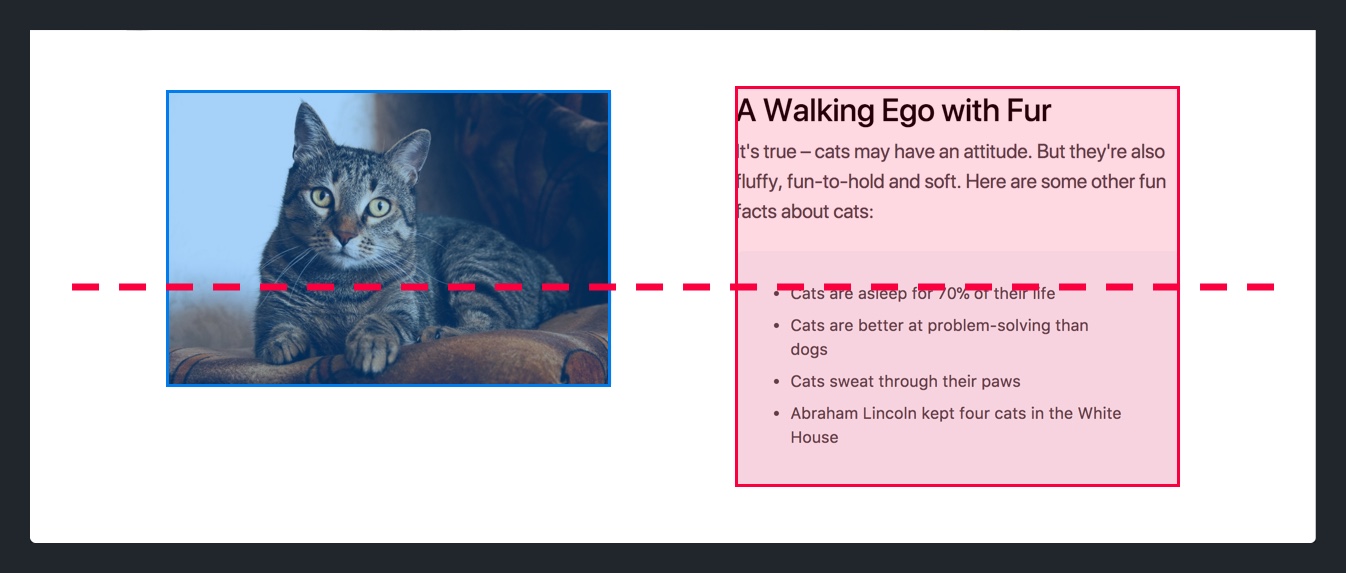 A Walking Ego with Fur
It's true – cats may have an attitude. But they're also
fluffy, fun-to-hold and soft. Here are some other fun
facts about cats:
• Cats are asleep for 70% of their life
• Cats are better at problem-solving than
dogs
• Cats sweat through their paws
• Abraham Lincoln kept four cats in the White
House